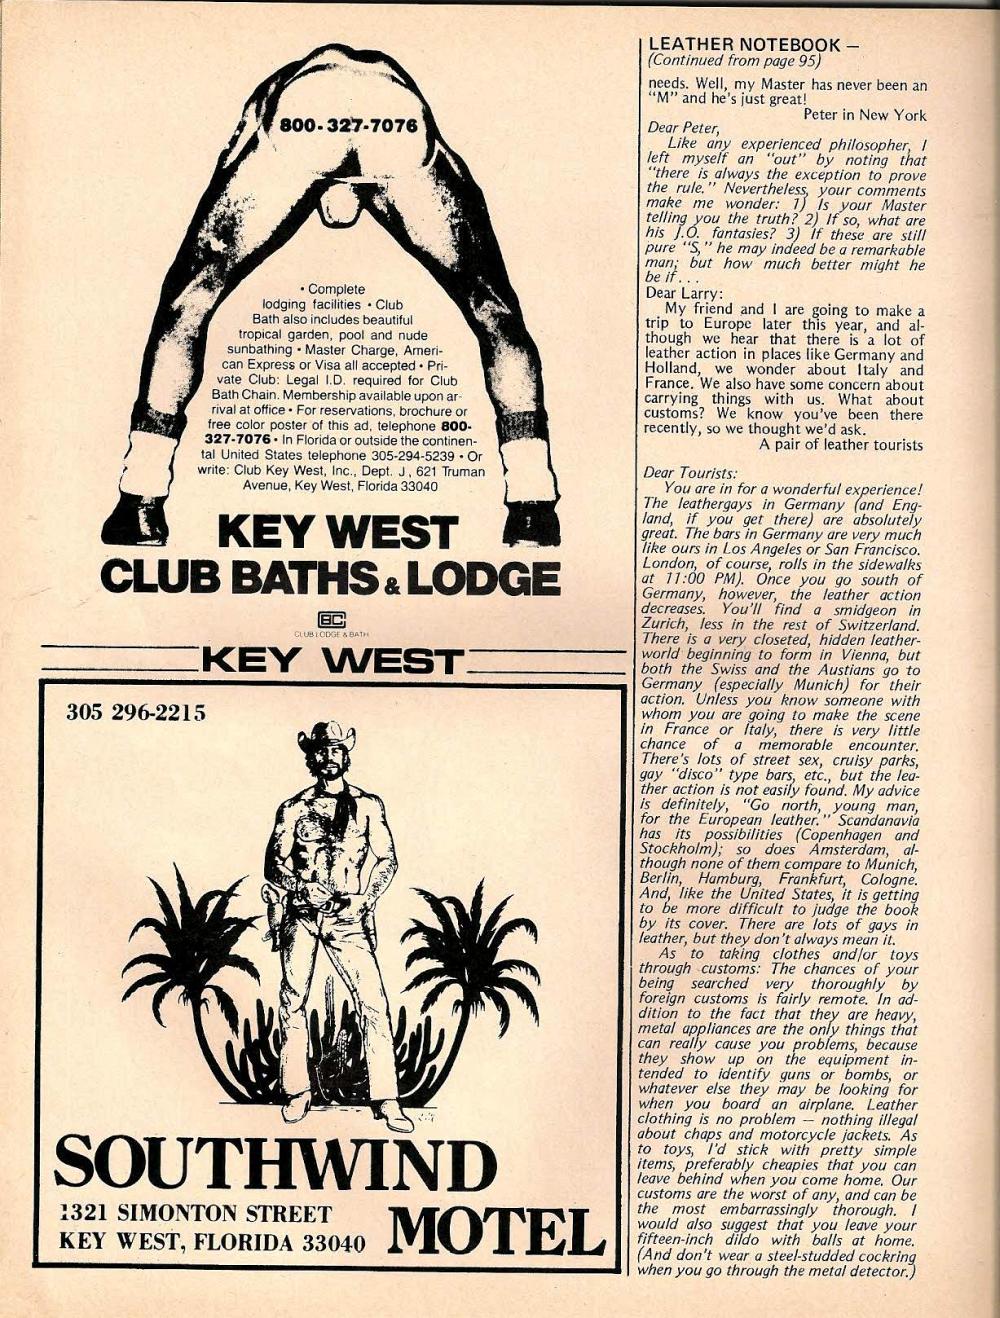 800-327-7076
• Complete
lodging facilities • Club
Bath also includes beautiful
tropical garden, pool and nude
sunbathing • Master Charge, Ameri-
can Express or Visa all accepted • Pri-
vate Club: Legal I.D. required for Club
Bath Chain. Membership available upon ar-
rival at office • For reservations, brochure or
free color poster of this ad, telephone 800-
327-7076 • In Florida or outside the continen-
tal United States telephone 305-294-5239 • Or
write: Club Key West, Inc., Dept. J , 621 Truman
Avenue, Key West, Florida 33040
KEY WEST
CLUB BATHS & LODGE
CBC
CLUB LODGE & BATH
KEY WEST
305 296-2215
SOUTHWIND
MOTEL
1321 SIMONTON STREET
KEY WEST, FLORIDA 33040
LEATHER NOTEBOOK —
(Continued from page 95)
needs. Well, my Master has never been an
“M” and he's just great!
Peter in New York
Dear Peter,
Like any experienced philosopher, I
left myself an “out” by noting that
“there is always the exception to prove
the rule.” Nevertheless, your comments
make me wonder: 1) Is your Master
telling you the truth? 2) If so, what are
his J.O. fantasies? 3) If these are still
pure “S,” he may indeed be a remarkable
man; but how much better might he
be if . . .
Dear Larry:
My friend and I are going to make a
trip to Europe later this year, and al-
though we hear that there is a lot of
leather action in places like Germany and
Holland, we wonder about Italy and
France. We also have some concern about
carrying things with us. What about
customs? We know you've been there
recently, so we thought we'd ask.
A pair of leather tourists
Dear Tourists:
You are in for a wonderful experience!
The leathergays in Germany (and Eng-
land, if you get there) are absolutely
great. The bars in Germany are very much
like ours in Los Angeles or San Francisco.
London, of course, rolls in the sidewalks
at 11:00 PM). Once you go south of
Germany, however, the leather action
decreases. You'll find a smidgeon in
Zurich, less in the rest of Switzerland.
There is a very closeted, hidden leather-
world beginning to form in Vienna, but
both the Swiss and the Austians go to
Germany (especially Munich) for their
action. Unless you know someone with
whom you are going to make the scene
in France or Italy, there is very little
chance of a memorable encounter.
There's lots of street sex, cruisy parks,
gay “disco” type bars, etc., but the lea-
ther action is not easily found. My advice
is definitely, “Go north, young man,
for the European leather.” Scandanavia
has its possibilities (Copenhagen and
Stockholm); so does Amsterdam, al-
though none of them compare to Munich,
Berlin, Hamburg, Frankfurt, Cologne.
And, like the United States, it is getting
to be more difficult to judge the book
by its cover. There are lots of gays in
leather, but they don't always mean it.
As to taking clothes and/or toys
through customs: The chances of your
being searched very thoroughly by
foreign customs is fairly remote. In ad-
dition to the fact that they are heavy,
metal appliances are the only things that
can really cause you problems, because
they show up on the equipment in-
tended to identify guns or bombs, or
whatever else they may be looking for
when you board an airplane. Leather
clothing is no problem — nothing illegal
about chaps and motorcycle jackets. As
to toys, I'd stick with pretty simple
items, preferably cheapies that you can
leave behind when you come home. Our
customs are the worst of any, and can be
the most embarrassingly thorough. I
would also suggest that you leave your
fifteen-inch dildo with balls at home.
(And don't wear a steel-studded cockring
when you go through the metal detector.)